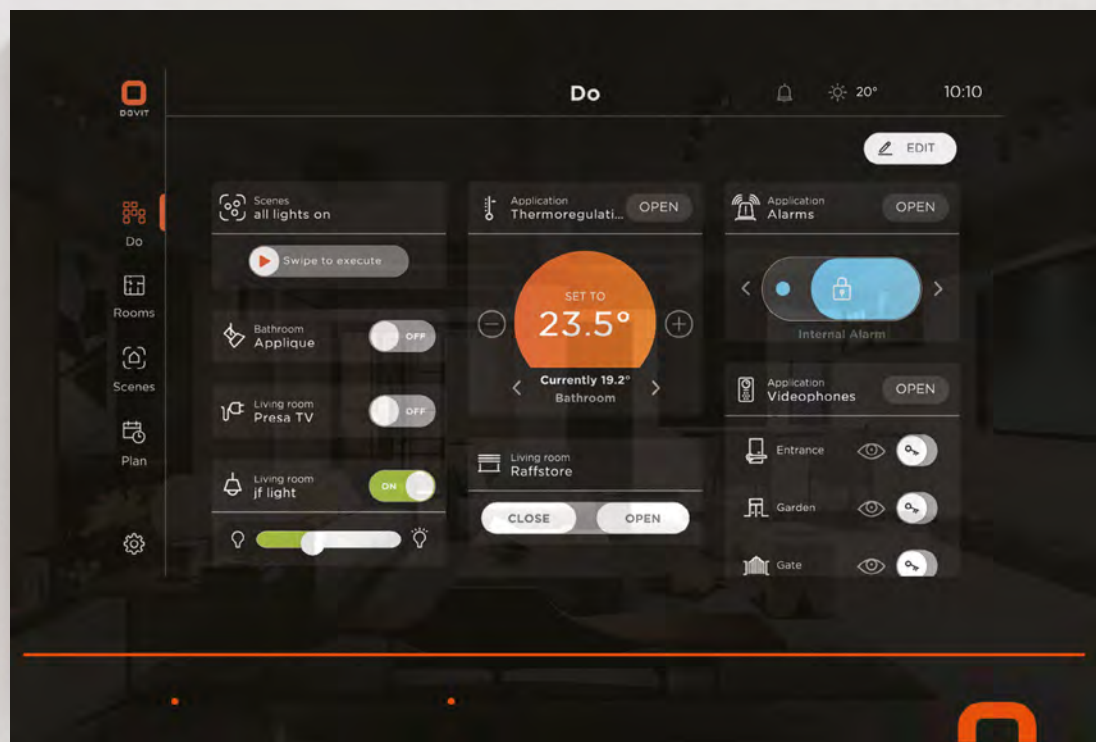 DOVIT
Do
20°
10:10
EDIT
Do
Rooms
Scenes
Plan
Scenes
all lights on
Swipe to execute
Bathroom
Applique
OFF
Living room
Presa TV
OFF
Living room
jf light
ON
Application
Thermoregulati...
OPEN
SET TO
23.5°
Currently 19.2°
Bathroom
Living room
Raffstore
CLOSE
OPEN
Application
Alarms
OPEN
Internal Alarm
Application
Videophones
OPEN
Entrance
Garden
Gate